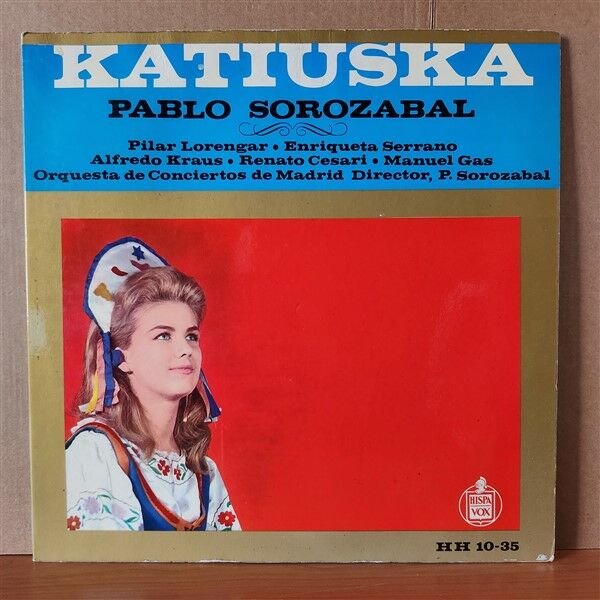 KATIUSKA
PABLO SOROZABAL
Pilar Lorengar • Enriqueta Serrano
Alfredo Kraus • Renato Cesari • Manuel Gas
Orquesta de Conciertos de Madrid Director, P. Sorozabal
HISPA
VOX
HH 10-35